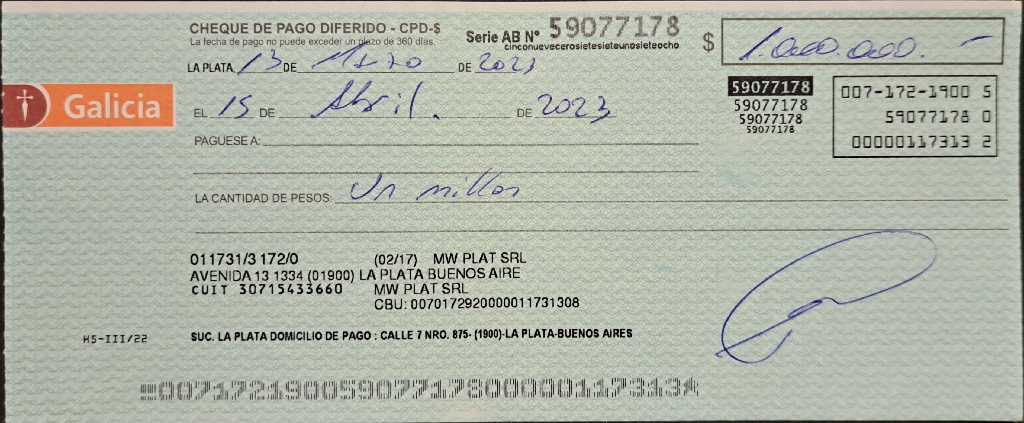 CHEQUE DE PAGO DIFERIDO - CPD-$
La fecha de pago no puede exceder un plazo de 360 días.
Serie AB Nº 59077178
cinconuevecerosietesieteunosieteocho
$ 1.000.000.-
LA PLATA, 13 DE Marzo DE 2023
Galicia
EL 15 DE Abril. DE 2023
59077178
59077178
59077178
59077178
007-172-1900 5
59077178 0
00000117313 2
PAGUESE A:
LA CANTIDAD DE PESOS: Un millon
011731/3 172/0 (02/17) MW PLAT SRL
AVENIDA 13 1334 (01900) LA PLATA BUENOS AIRE
CUIT 30715433660 MW PLAT SRL
CBU: 0070172920000011731308
HS-III/22
SUC. LA PLATA DOMICILIO DE PAGO : CALLE 7 NRO. 875- (1900)-LA PLATA-BUENOS AIRES